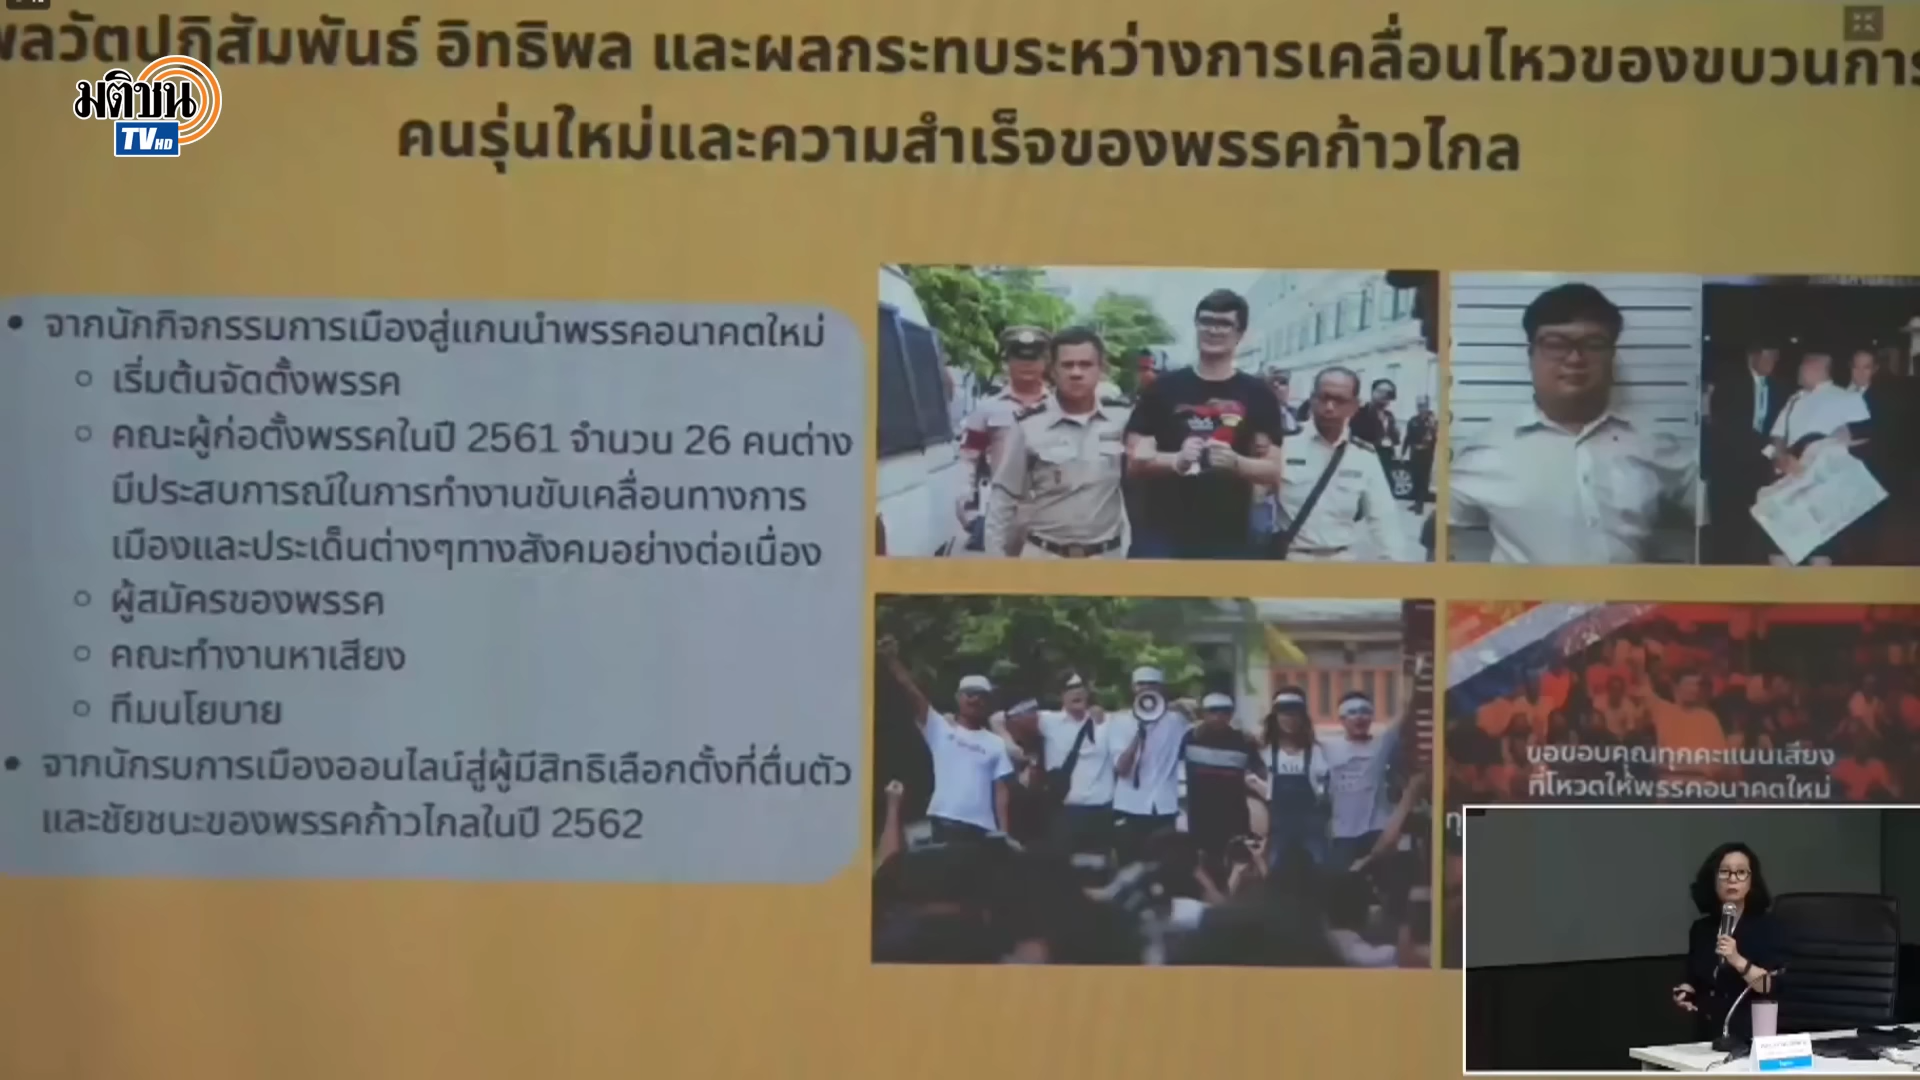 พลวัตปฏิสัมพันธ์ อิทธิพล และผลกระทบระหว่างการเคลื่อนไหวของขบวนการ
คนรุ่นใหม่และความสำเร็จของพรรคก้าวไกล
มติชน
TV HD
• จากนักกิจกรรมการเมืองสู่แกนนำพรรคอนาคตใหม่
○ เริ่มต้นจัดตั้งพรรค
○ คณะผู้ก่อตั้งพรรคในปี 2561 จำนวน 26 คนต่าง
มีประสบการณ์ในการทำงานขับเคลื่อนทางการ
เมืองและประเด็นต่างๆทางสังคมอย่างต่อเนื่อง
○ ผู้สมัครของพรรค
○ คณะทำงานหาเสียง
○ ทีมนโยบาย
• จากนักรบการเมืองออนไลน์สู่ผู้มีสิทธิเลือกตั้งที่ตื่นตัว
และชัยชนะของพรรคก้าวไกลในปี 2562
ขอขอบคุณทุกคะแนนเสียง
ที่โหวตให้พรรคอนาคตใหม่